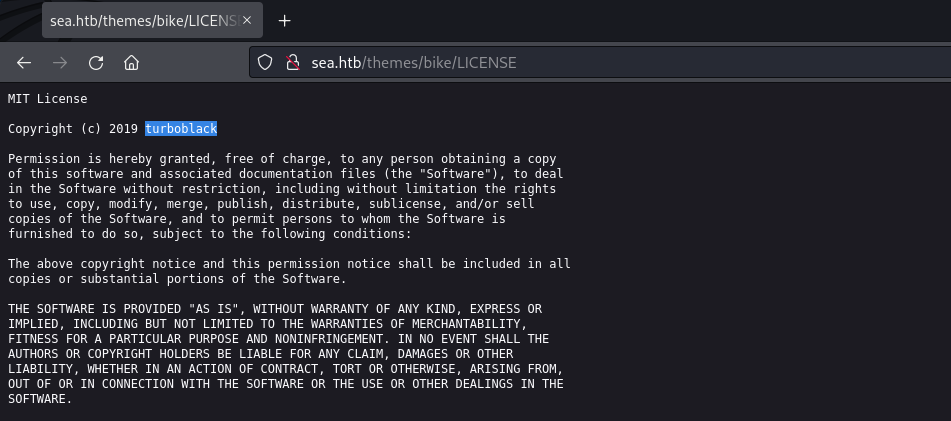 sea.htb/themes/bike/LICENS
sea.htb/themes/bike/LICENSE
MIT License
Copyright (c) 2019 turboblack
Permission is hereby granted, free of charge, to any person obtaining a copy
of this software and associated documentation files (the "Software"), to deal
in the Software without restriction, including without limitation the rights
to use, copy, modify, merge, publish, distribute, sublicense, and/or sell
copies of the Software, and to permit persons to whom the Software is
furnished to do so, subject to the following conditions:
The above copyright notice and this permission notice shall be included in all
copies or substantial portions of the Software.
THE SOFTWARE IS PROVIDED "AS IS", WITHOUT WARRANTY OF ANY KIND, EXPRESS OR
IMPLIED, INCLUDING BUT NOT LIMITED TO THE WARRANTIES OF MERCHANTABILITY,
FITNESS FOR A PARTICULAR PURPOSE AND NONINFRINGEMENT. IN NO EVENT SHALL THE
AUTHORS OR COPYRIGHT HOLDERS BE LIABLE FOR ANY CLAIM, DAMAGES OR OTHER
LIABILITY, WHETHER IN AN ACTION OF CONTRACT, TORT OR OTHERWISE, ARISING FROM,
OUT OF OR IN CONNECTION WITH THE SOFTWARE OR THE USE OR OTHER DEALINGS IN THE
SOFTWARE.